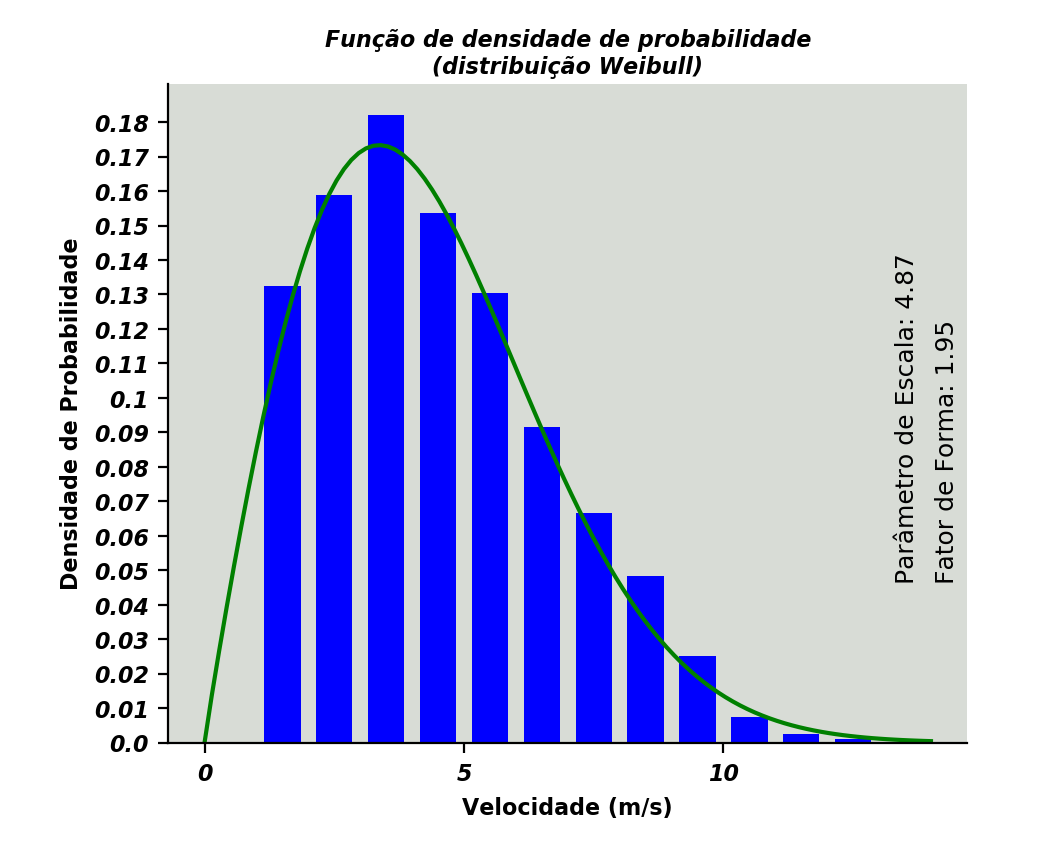 Função de densidade de probabilidade
(distribuição Weibull)
Densidade de Probabilidade
0.18
0.17
0.16
0.15
0.14
0.13
0.12
0.11
0.1
0.09
0.08
0.07
0.06
0.05
0.04
0.03
0.02
0.01
0.0
Parâmetro de Escala: 4.87
Fator de Forma: 1.95
0 5 10
Velocidade (m/s)